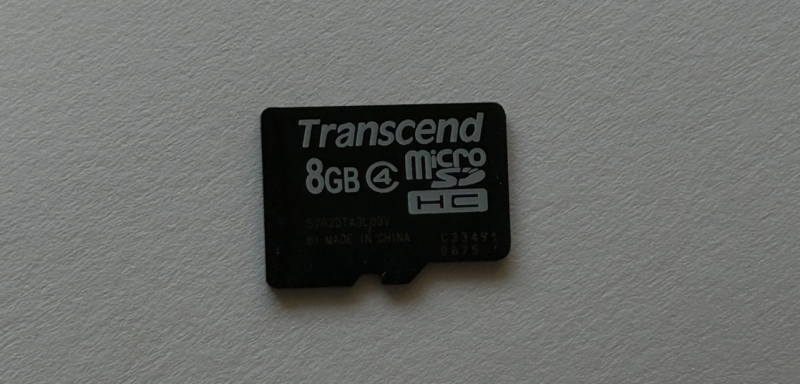 Transcend
8GB 4 micro SD
HC
MADE IN CHINA